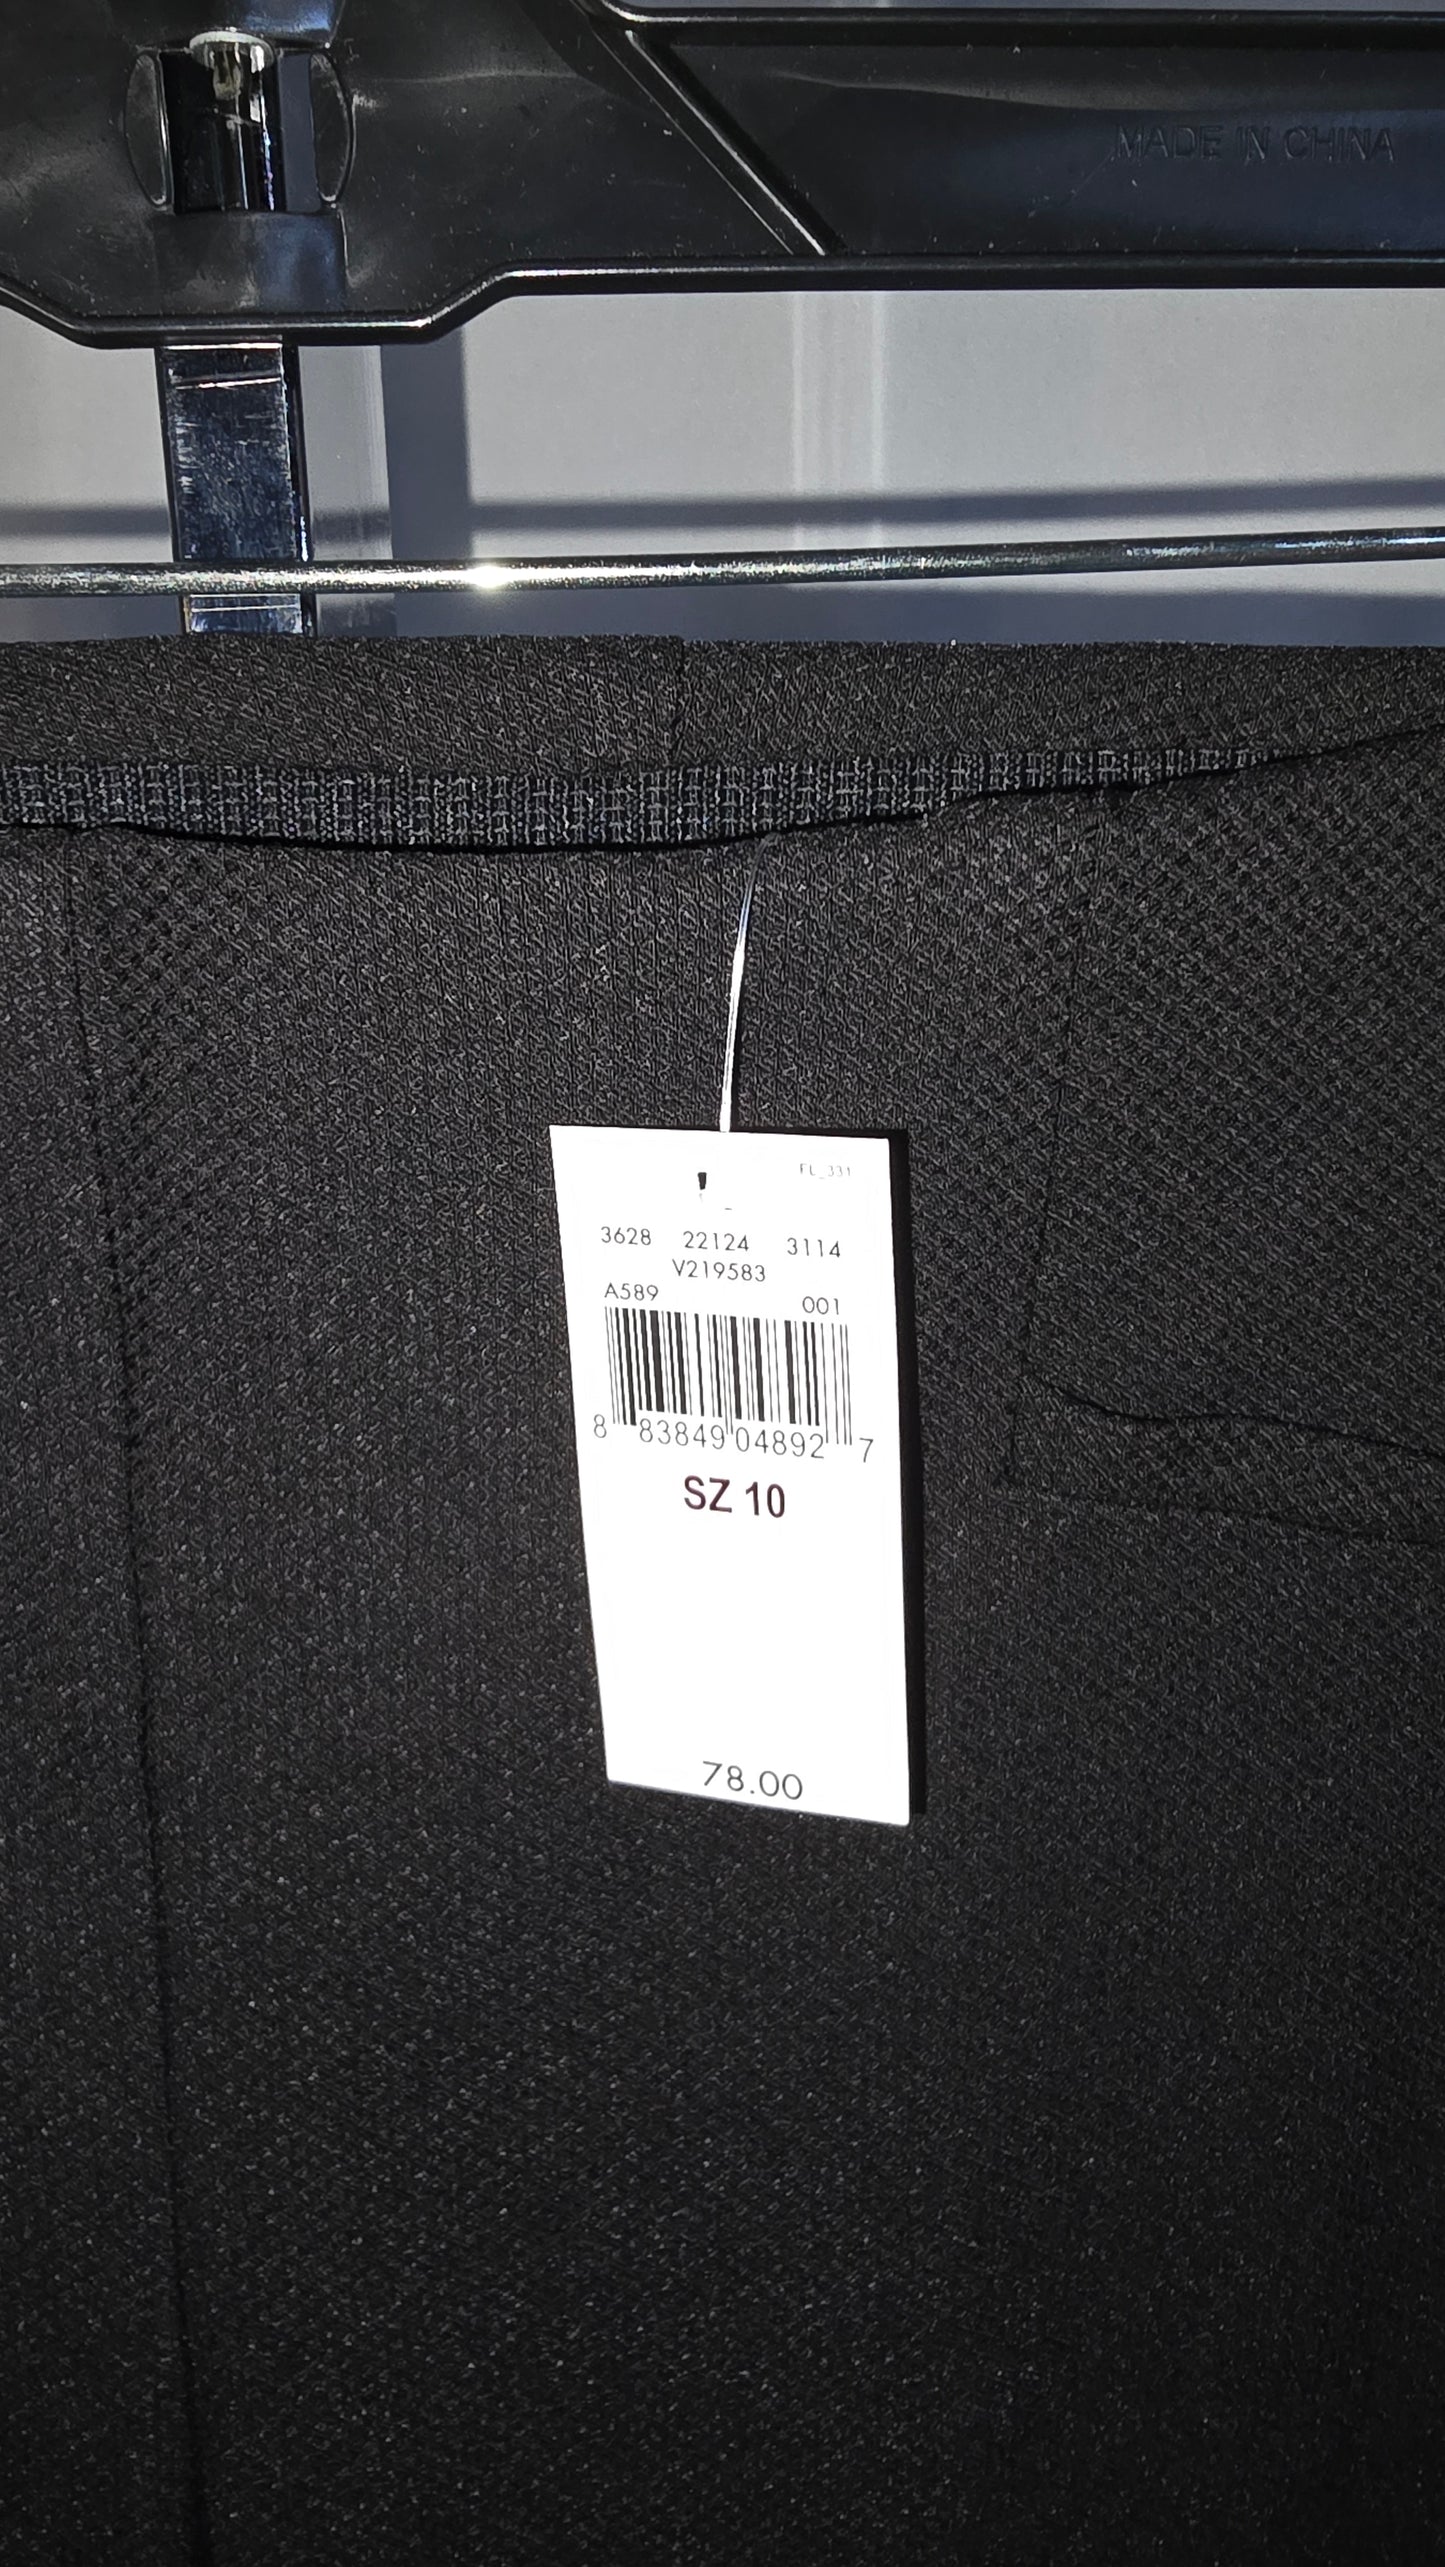 MADE IN CHINA
FL_331
3628 22124 3114
V219583
A589 001
8 83849 04892 7
SZ 10
78.00